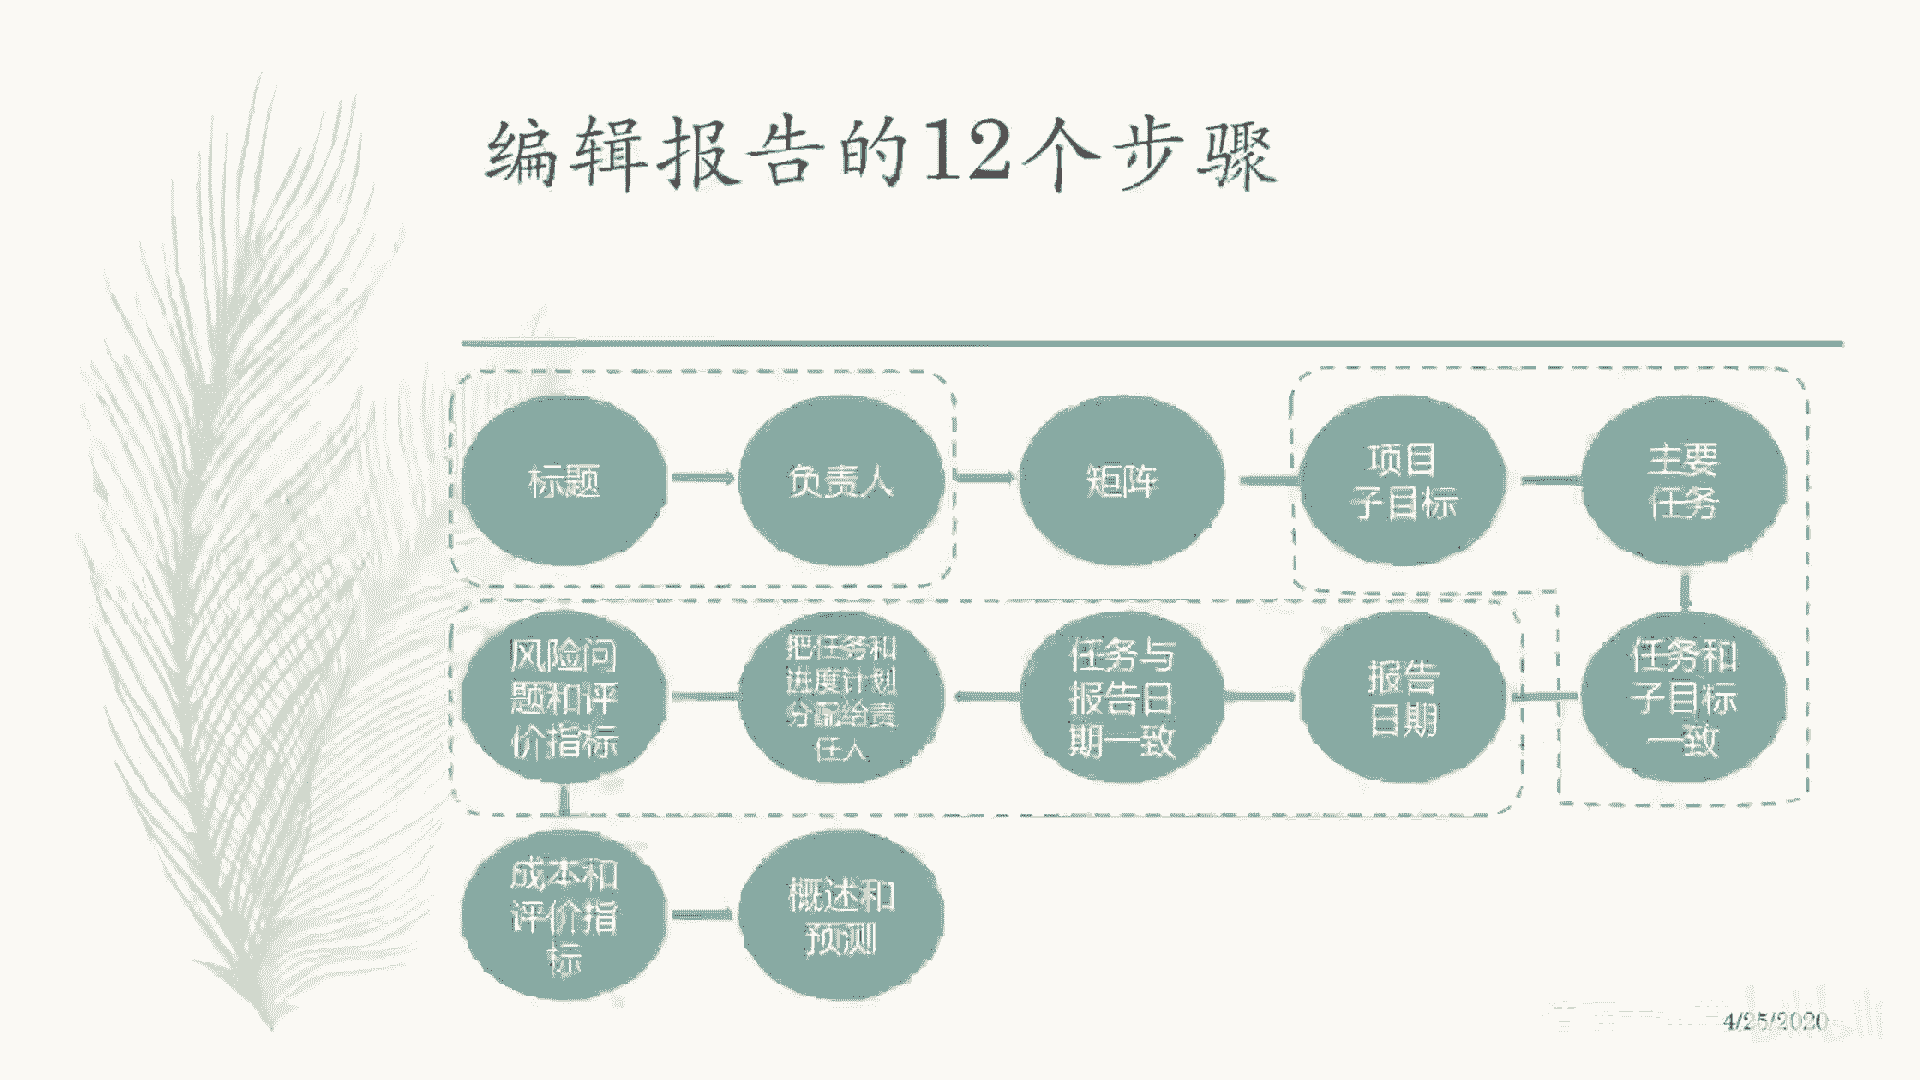 编辑报告的12个步骤
标题
负责人
矩阵
项目
子目标
主要
任务
任务和
子目标
一致
报告
日期
任务与
报告日
期一致
把任务和
进度计划
分配给责
任人
风险问
题和评
价指标
成本和
评价指
标
概述和
预测
4/25/2020